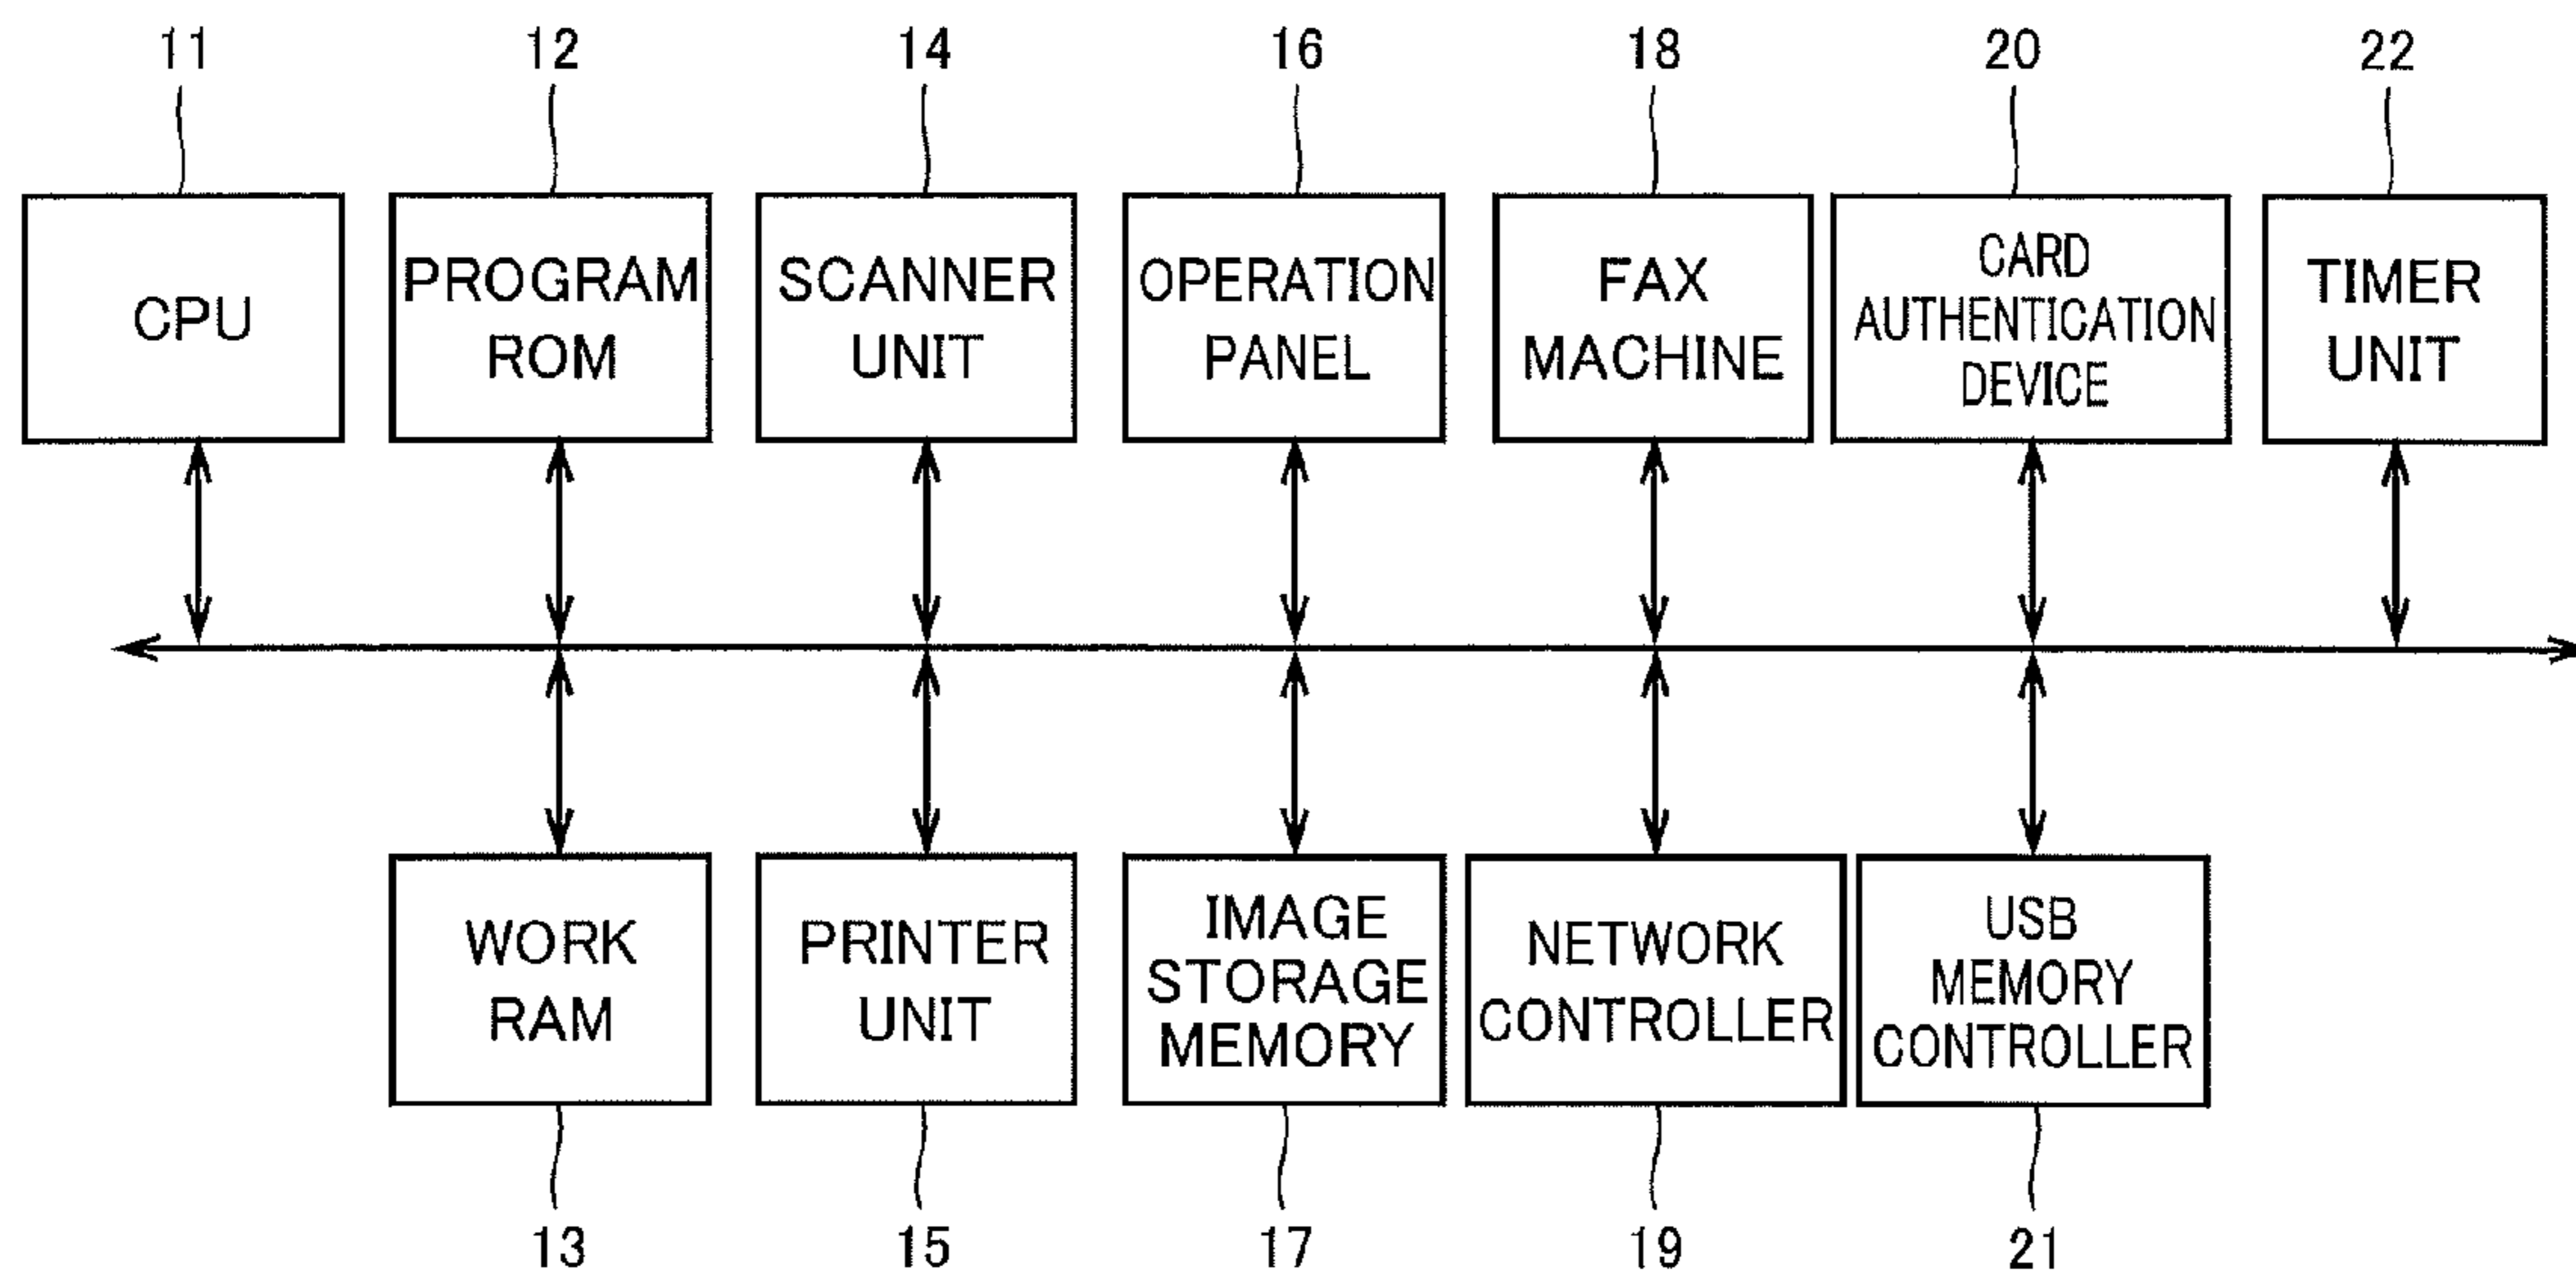 11
12
14
16
18
20
22
CPU
PROGRAM
ROM
SCANNER
UNIT
OPERATION
PANEL
FAX
MACHINE
CARD
AUTHENTICATION
DEVICE
TIMER
UNIT
WORK
RAM
PRINTER
UNIT
IMAGE
STORAGE
MEMORY
NETWORK
CONTROLLER
USB
MEMORY
CONTROLLER
13
15
17
19
21